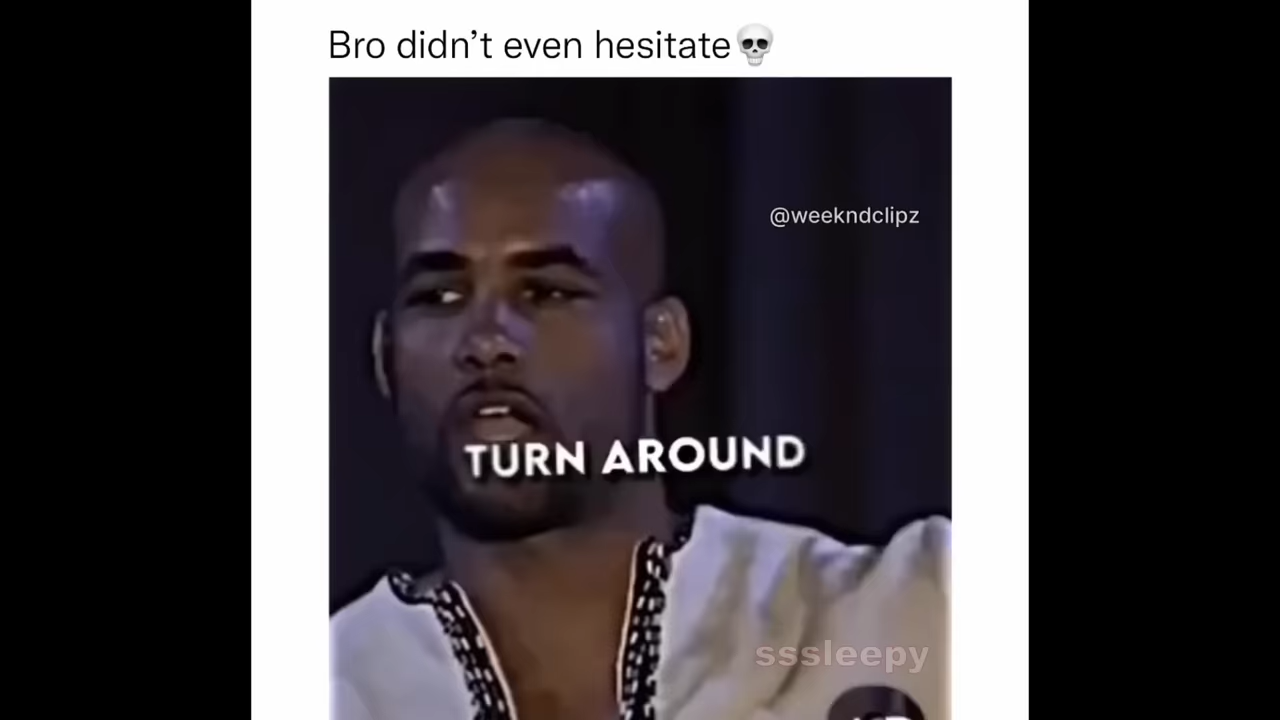 Bro didn’t even hesitate💀
@weekndclipz
TURN AROUND
sssleepy